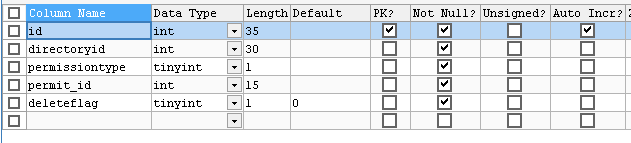 Column Name Data Type Length Default PK? Not Null? Unsigned? Auto Incr?
id int 35
directoryid int 30
permissiontype tinyint 1
permit_id int 15
deleteflag tinyint 1 0